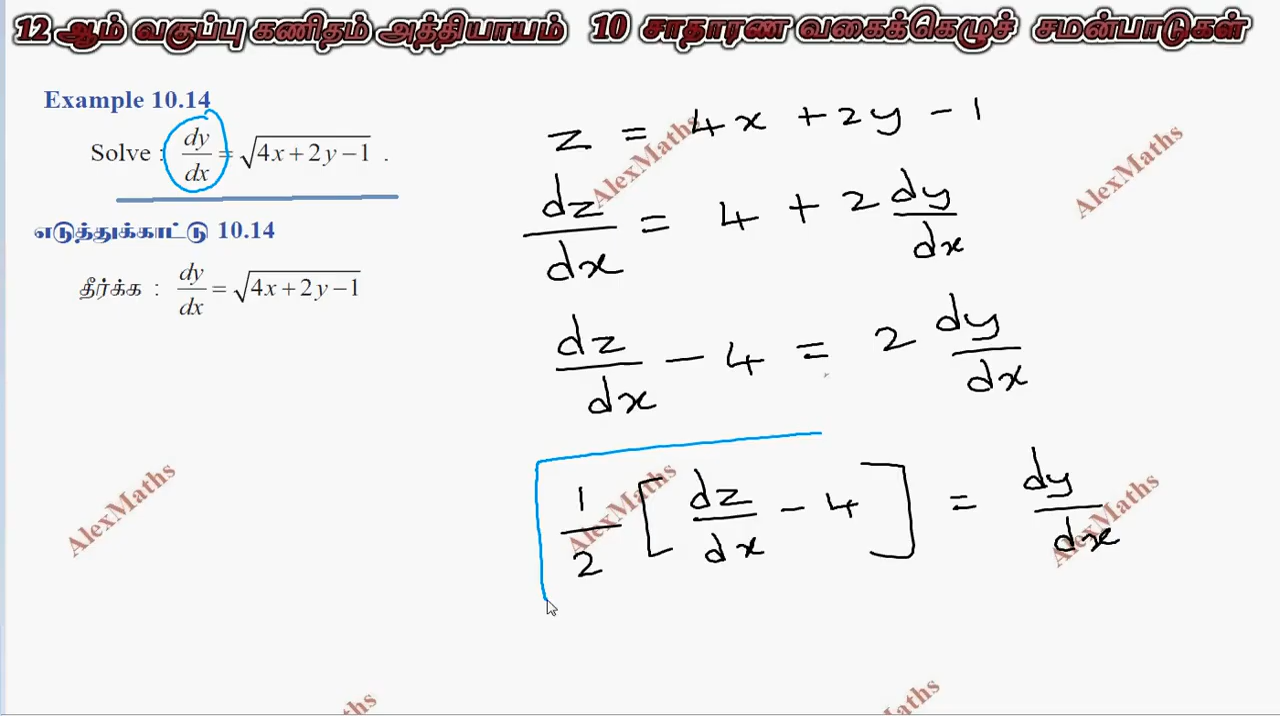 12 ஆம் வகுப்பு கணிதம் அத்தியாயம் 10 சாதாரண வகைக்கெழுச் சமன்பாடுகள்
Example 10.14
Solve : dy/dx = √(4x+2y−1) .
எடுத்துக்காட்டு 10.14
தீர்க்க : dy/dx = √(4x+2y−1)
z = 4x + 2y − 1
dz/dx = 4 + 2 dy/dx
dz/dx − 4 = 2 dy/dx
1/2 [ dz/dx − 4 ] = dy/dx
AlexMaths
AlexMaths
AlexMaths
AlexMaths
AlexMaths
AlexMaths
AlexMaths